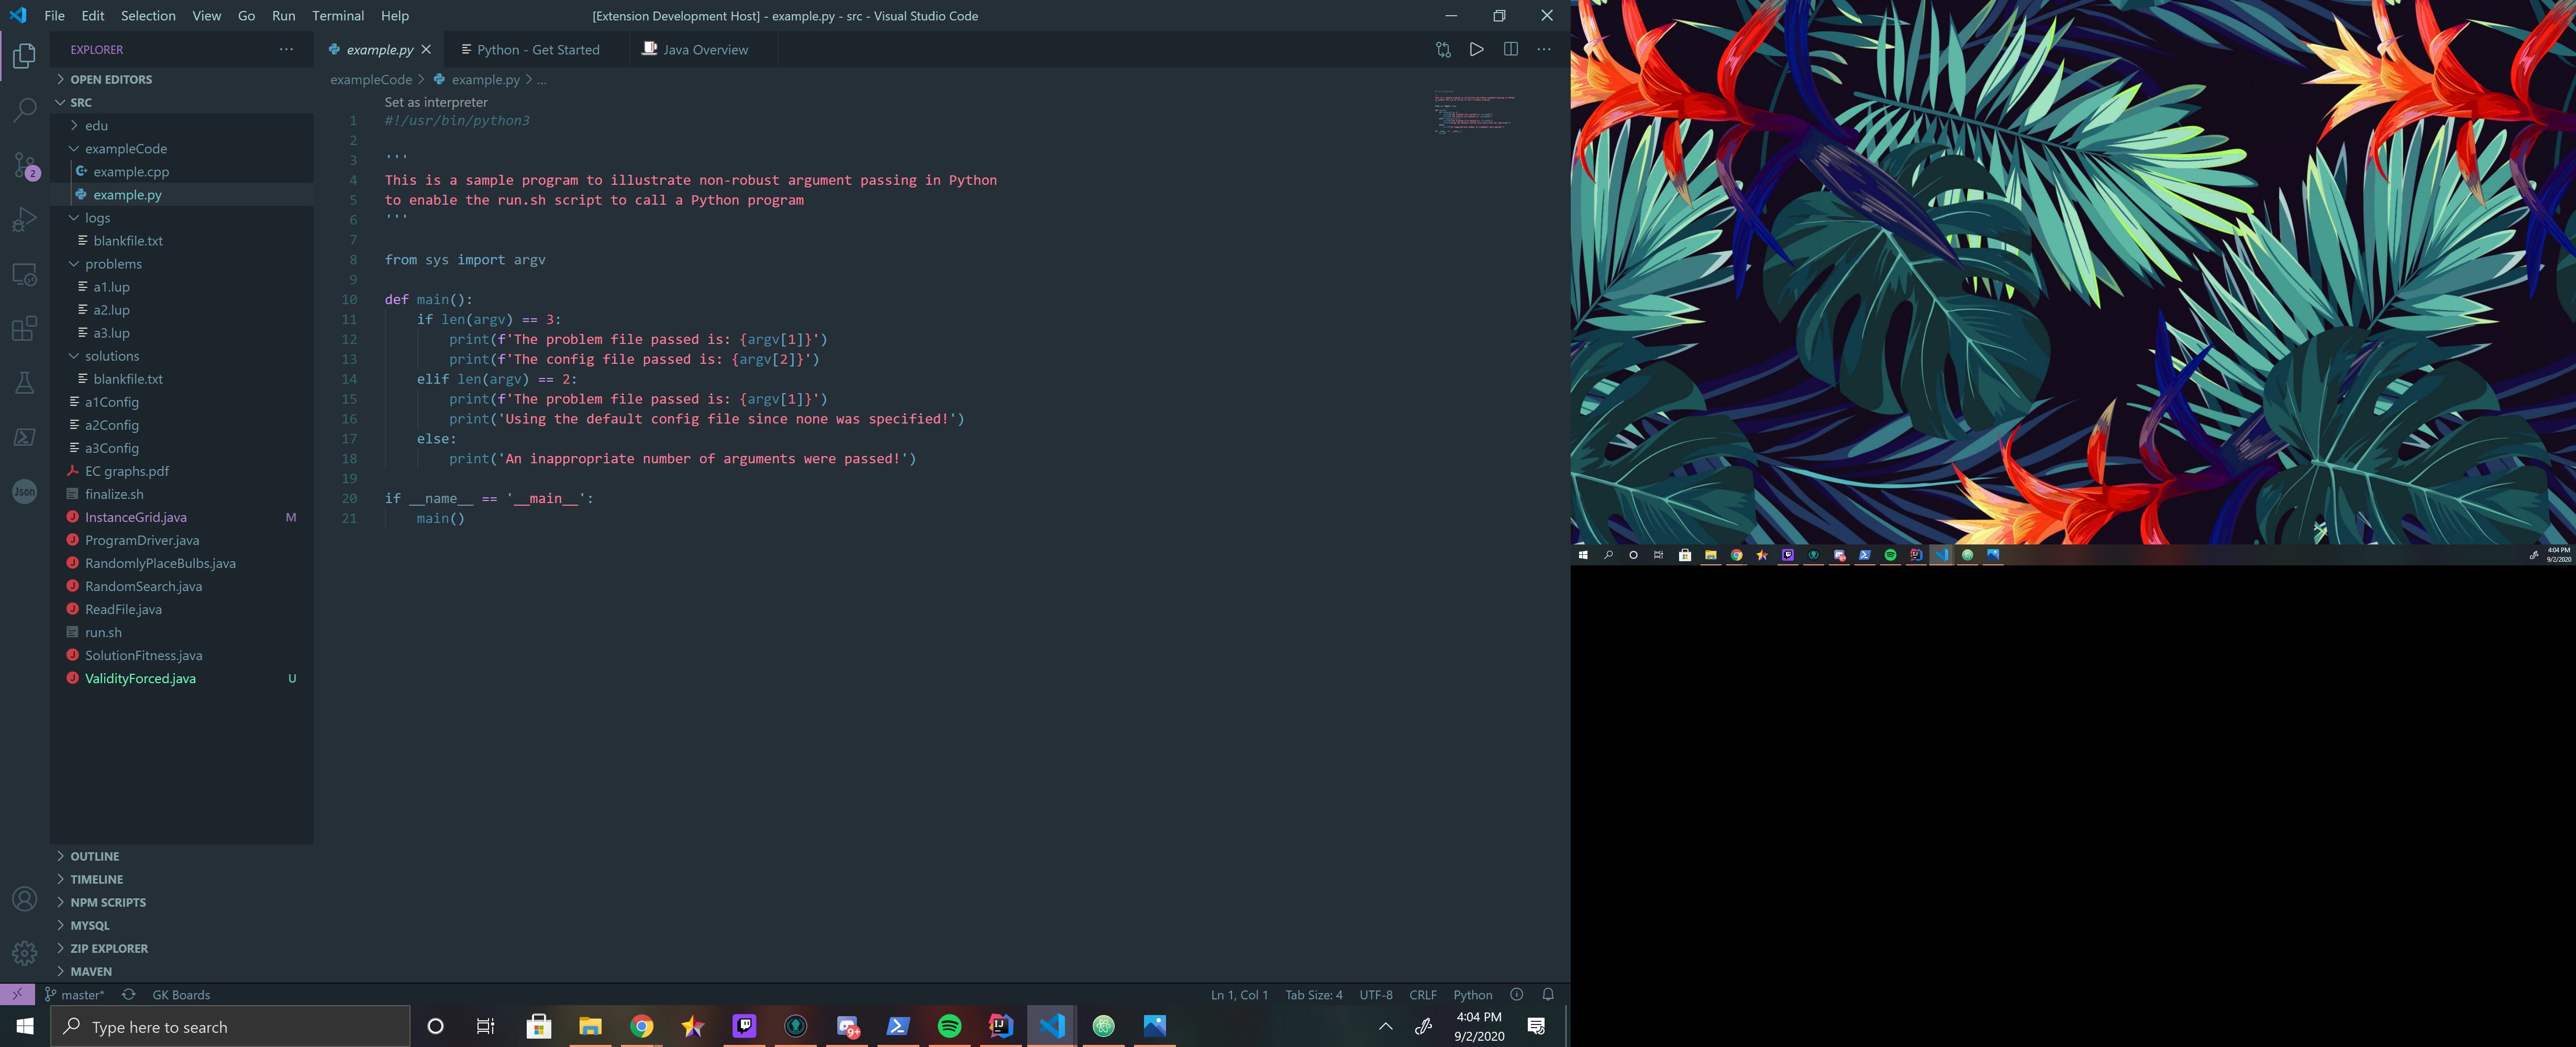 File Edit Selection View Go Run Terminal Help
[Extension Development Host] - example.py - src - Visual Studio Code
EXPLORER
OPEN EDITORS
SRC
edu
exampleCode
example.cpp
example.py
logs
blankfile.txt
problems
a1.lup
a2.lup
a3.lup
solutions
blankfile.txt
a1Config
a2Config
a3Config
EC graphs.pdf
finalize.sh
InstanceGrid.java M
ProgramDriver.java
RandomlyPlaceBulbs.java
RandomSearch.java
ReadFile.java
run.sh
SolutionFitness.java
ValidityForced.java U
OUTLINE
TIMELINE
NPM SCRIPTS
MYSQL
ZIP EXPLORER
MAVEN
2
Json
example.py Python - Get Started Java Overview
exampleCode > example.py > ...
Set as interpreter
1 #!/usr/bin/python3
2
3 '''
4 This is a sample program to illustrate non-robust argument passing in Python
5 to enable the run.sh script to call a Python program
6 '''
7
8 from sys import argv
9
10 def main():
11 if len(argv) == 3:
12 print(f'The problem file passed is: {argv[1]}')
13 print(f'The config file passed is: {argv[2]}')
14 elif len(argv) == 2:
15 print(f'The problem file passed is: {argv[1]}')
16 print('Using the default config file since none was specified!')
17 else:
18 print('An inappropriate number of arguments were passed!')
19
20 if __name__ == '__main__':
21 main()
master* GK Boards
Ln 1, Col 1 Tab Size: 4 UTF-8 CRLF Python
Type here to search
9+
IJ
4:04 PM
9/2/2020
4:04 PM
9/2/2020